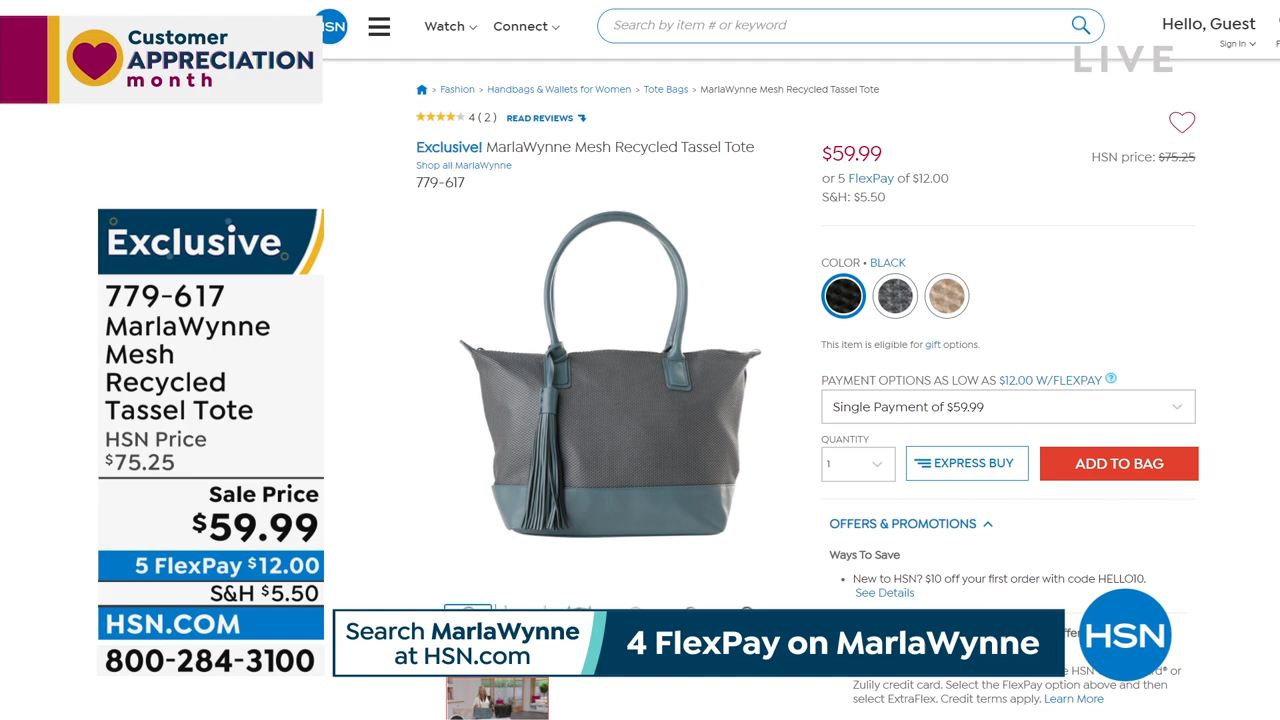 Customer
APPRECIATION
month
HSN
Watch
Connect
Search by item # or keyword
Hello, Guest
Sign In
LIVE
> Fashion > Handbags & Wallets for Women > Tote Bags > MarlaWynne Mesh Recycled Tassel Tote
4 ( 2 ) READ REVIEWS
Exclusive! MarlaWynne Mesh Recycled Tassel Tote
Shop all MarlaWynne
779-617
$59.99
HSN price: $75.25
or 5 FlexPay of $12.00
S&H: $5.50
COLOR • BLACK
This item is eligible for gift options.
PAYMENT OPTIONS AS LOW AS $12.00 W/FLEXPAY ?
Single Payment of $59.99
QUANTITY
1
EXPRESS BUY
ADD TO BAG
OFFERS & PROMOTIONS
Ways To Save
• New to HSN? $10 off your first order with code HELLO10.
See Details
HSN
or
Zulily credit card. Select the FlexPay option above and then
select ExtraFlex. Credit terms apply. Learn More
Exclusive
779-617
MarlaWynne
Mesh
Recycled
Tassel Tote
HSN Price
$75.25
Sale Price
$59.99
5 FlexPay $12.00
S&H $5.50
HSN.COM
800-284-3100
Search MarlaWynne
at HSN.com
4 FlexPay on MarlaWynne
HSN